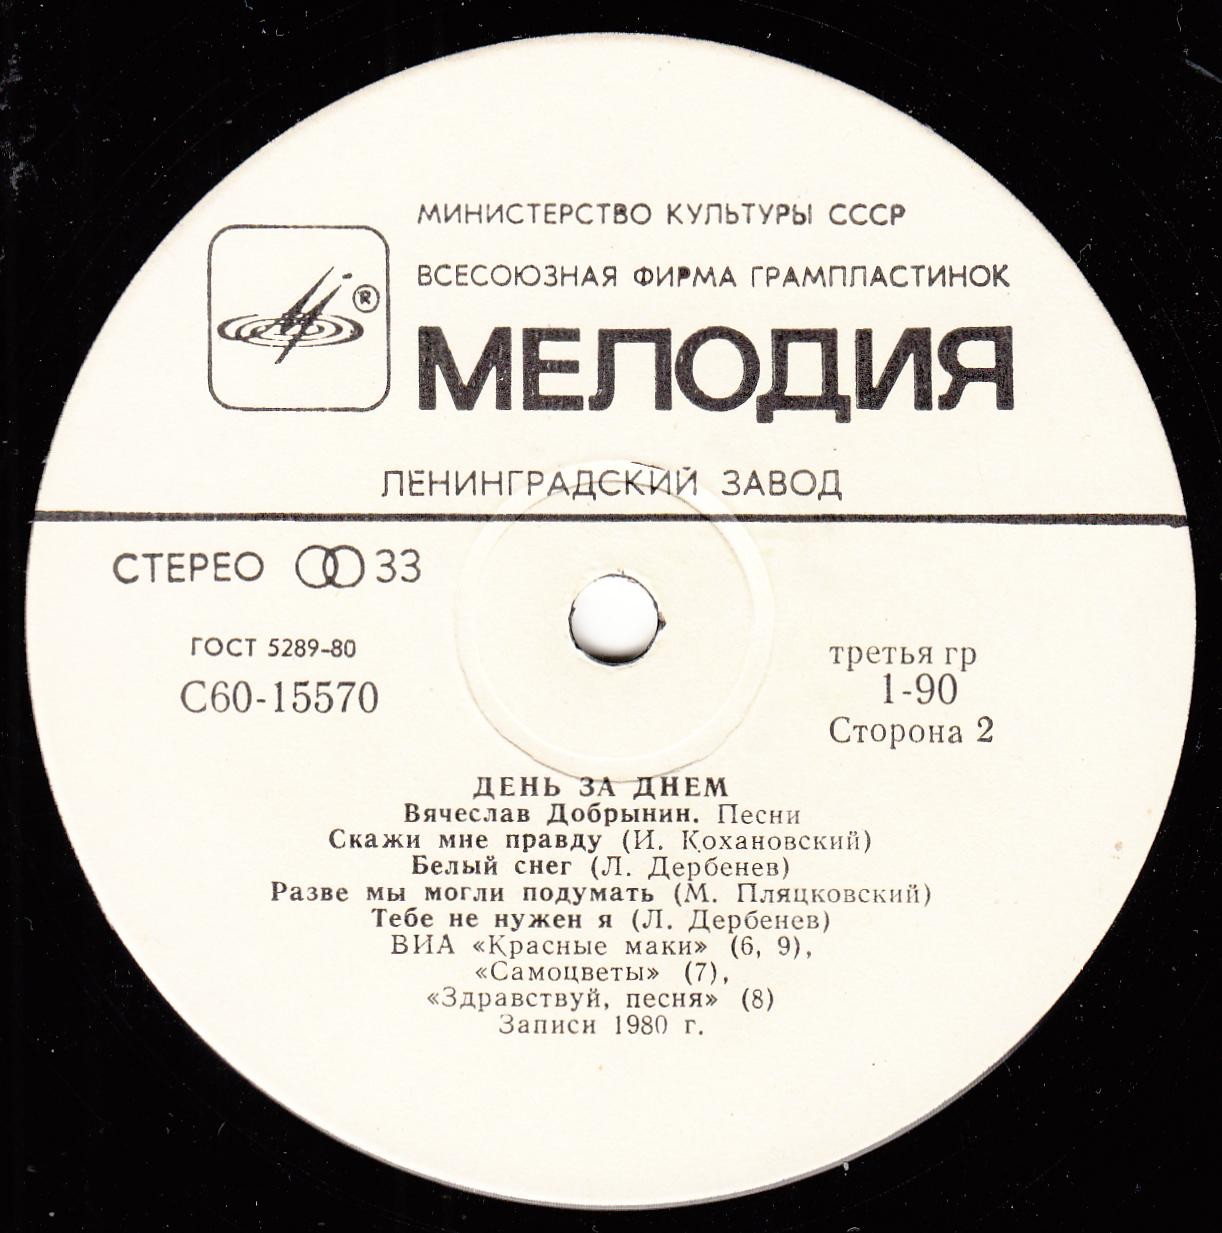 МИНИСТЕРСТВО КУЛЬТУРЫ СССР
ВСЕСОЮЗНАЯ ФИРМА ГРАМПЛАСТИНОК
®
МЕЛОДИЯ
ЛЕНИНГРАДСКИЙ ЗАВОД
СТЕРЕО 33
ГОСТ 5289-80
С60-15570
третья гр
1-90
Сторона 2
ДЕНЬ ЗА ДНЕМ
Вячеслав Добрынин. Песни
Скажи мне правду (И. Кохановский)
Белый снег (Л. Дербенев)
Разве мы могли подумать (М. Пляцковский)
Тебе не нужен я (Л. Дербенев)
ВИА «Красные маки» (6, 9),
«Самоцветы» (7),
«Здравствуй, песня» (8)
Записи 1980 г.